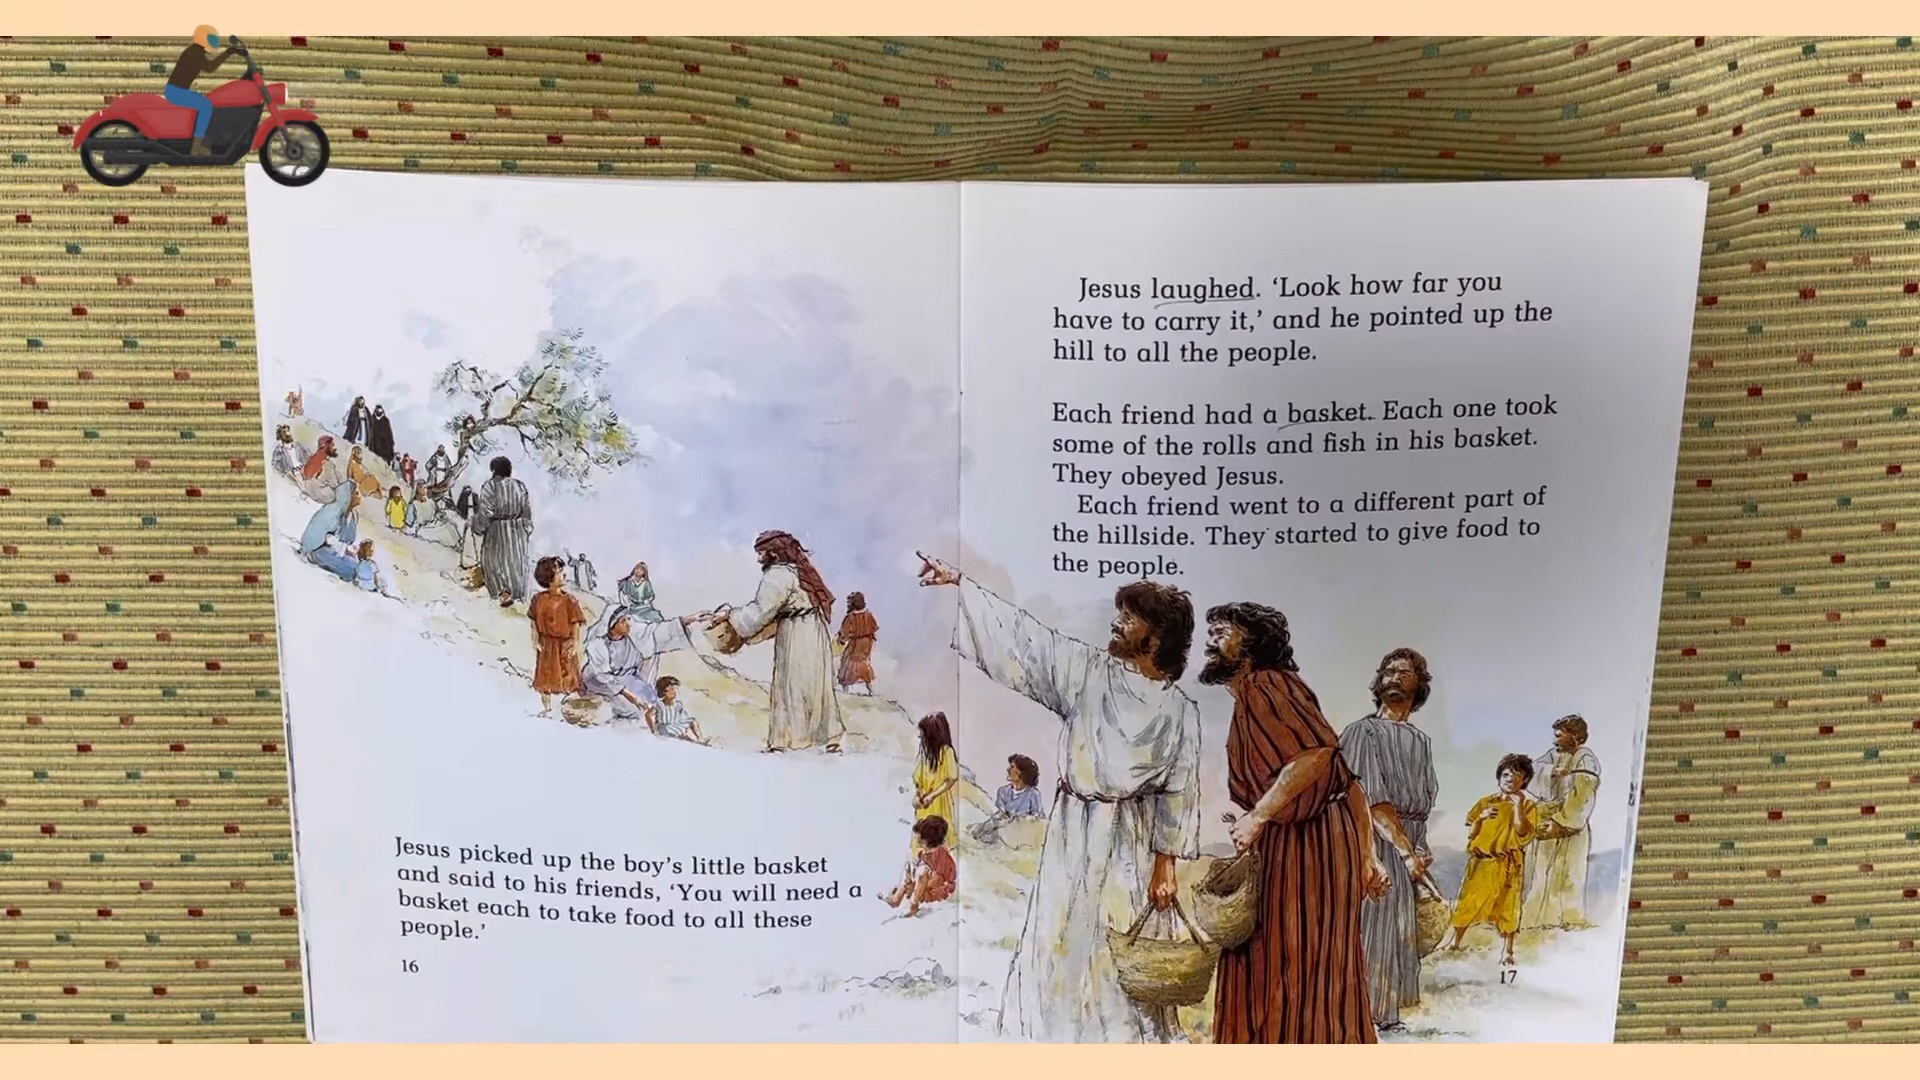 Jesus picked up the boy's little basket
and said to his friends, ‘You will need a
basket each to take food to all these
people.’
16
Jesus laughed. ‘Look how far you
have to carry it,’ and he pointed up the
hill to all the people.
Each friend had a basket. Each one took
some of the rolls and fish in his basket.
They obeyed Jesus.
Each friend went to a different part of
the hillside. They started to give food to
the people.
17